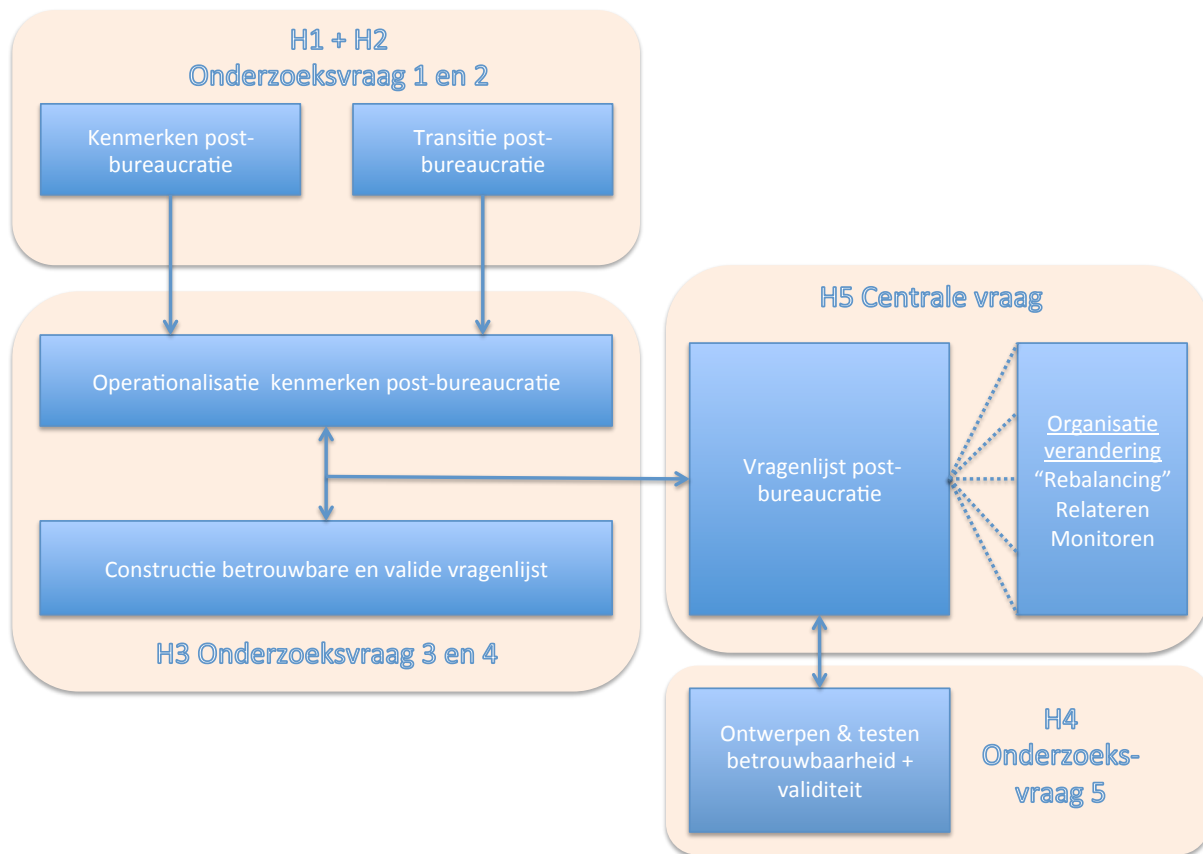 H1 + H2
Onderzoeksvraag 1 en 2
Kenmerken post-
bureaucratie
Transitie post-
bureaucratie
Operationalisatie kenmerken post-bureaucratie
Constructie betrouwbare en valide vragenlijst
H3 Onderzoeksvraag 3 en 4
H5 Centrale vraag
Vragenlijst post-
bureaucratie
Organisatie
verandering
“Rebalancing”
Relateren
Monitoren
Ontwerpen & testen
betrouwbaarheid +
validiteit
H4
Onderzoeks-
vraag 5